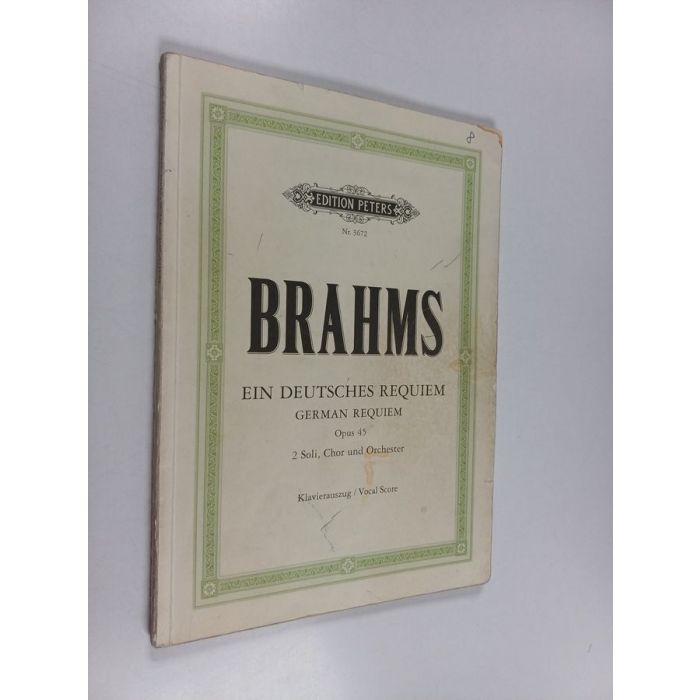 8
EDITION PETERS
Nr. 3672
BRAHMS
EIN DEUTSCHES REQUIEM
GERMAN REQUIEM
Opus 45
2 Soli, Chor und Orchester
Klavierauszug / Vocal Score